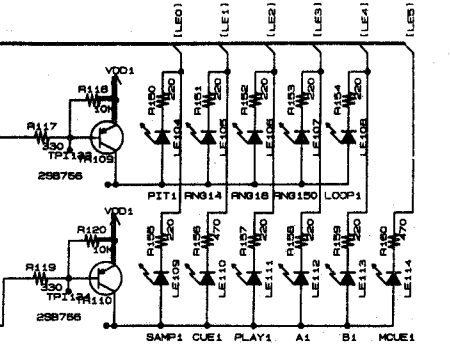 [LE0] [LE1] [LE2] [LE3] [LE4] [LE5]
VDD1
R118
10K
R117
330
2SB766
R150 220 R151 220 R152 220 R153 220 R154 220
LE104 LE105 LE106 LE107 LE108
PIT1 RNG14 RNG18 RNG150 LOOP1
VDD1
R120
10K
R119
330
2SB766
R155 220 R156 470 R157 220 R158 220 R159 220 R160 470
LE109 LE110 LE111 LE112 LE113 LE114
SAMP1 CUE1 PLAY1 A1 B1 MCUE1